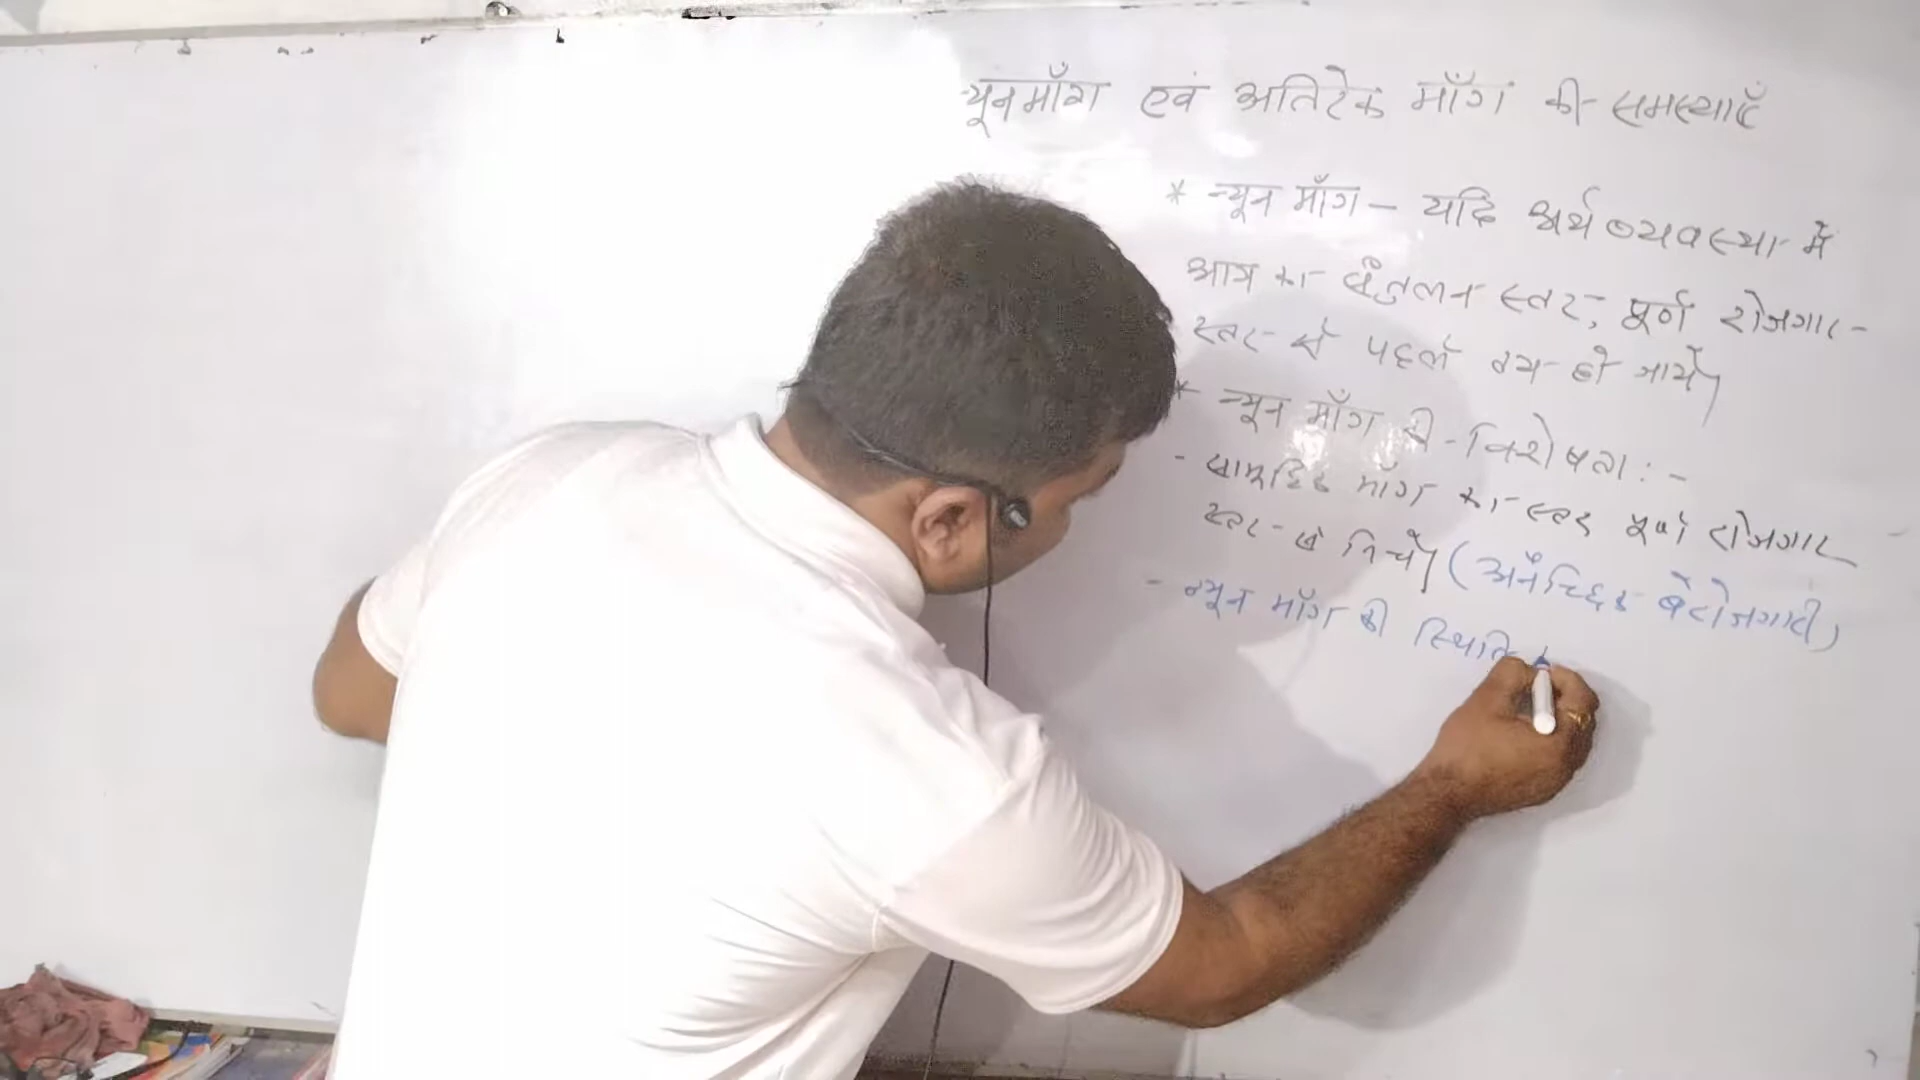 न्यूनमाँग एवं अतिरेक माँग की समस्याएँ
* न्यून माँग - यदि अर्थव्यवस्था में
आय का संतुलन स्तर, पूर्ण रोजगार
स्तर से पहले तय हो जाये।
* न्यून माँग की विशेषता :-
- सामूहिक माँग का स्तर पूर्ण रोजगार
स्तर से निचे। (अनैच्छिक बेरोजगारी)
- न्यून माँग की स्थिति